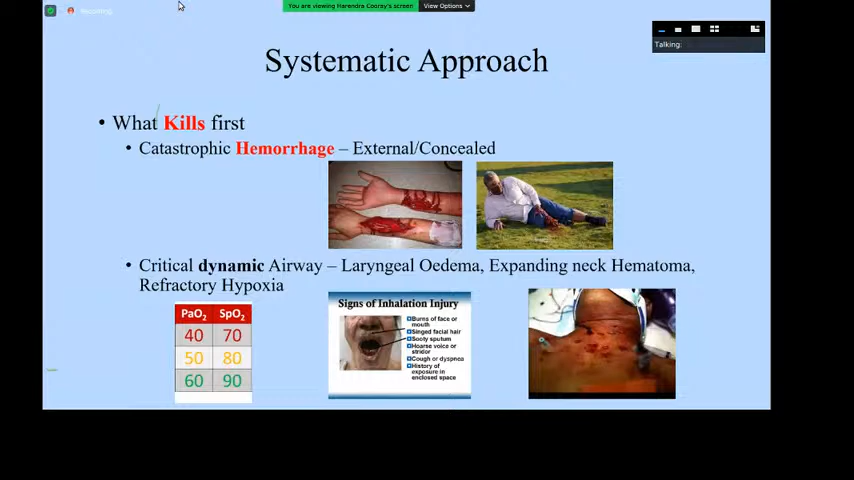 Recording
You are viewing Harendra Cooray's screen
View Options
Talking:
Systematic Approach
• What Kills first
• Catastrophic Hemorrhage – External/Concealed
• Critical dynamic Airway – Laryngeal Oedema, Expanding neck Hematoma,
Refractory Hypoxia
PaO2 SpO2
40 70
50 80
60 90
Signs of Inhalation Injury
Burns of face or
mouth
Singed facial hair
Sooty sputum
Hoarse voice or
stridor
Cough or dyspnea
History of
exposure in
enclosed space